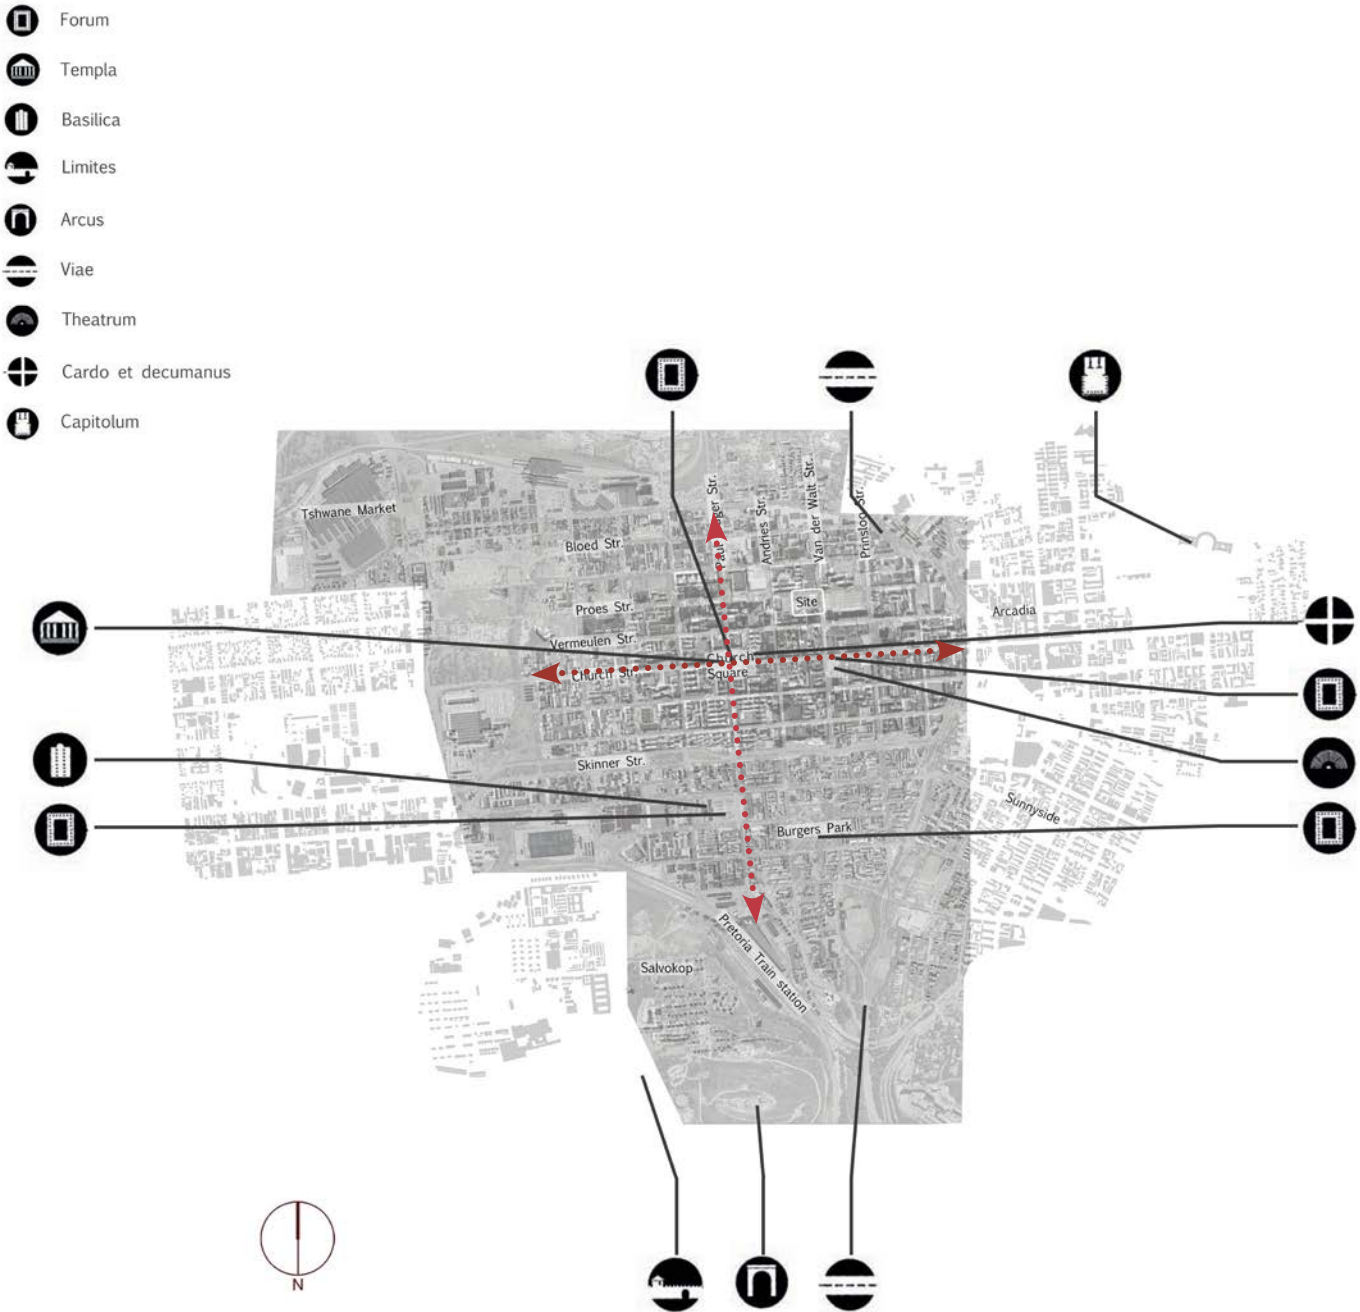 Forum
Templa
Basilica
Limites
Arcus
Viae
Theatrum
Cardo et decumanus
Capitolum
Tshwane Market
Bloed Str.
Andries Str.
Van der Walt Str..
Prinsloo Str.
Proes Str.
Site
Arcadia
Vermeulen Str.
Church
Square
Church Str.
Skinner Str.
Burgers Park
Sunnyside
Pretoria Train station
Salvokop
N